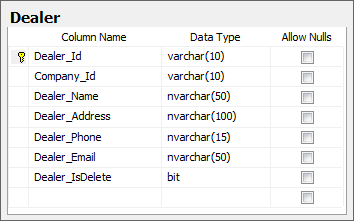 Dealer
Column Name Data Type Allow Nulls
Dealer_Id varchar(10)
Company_Id varchar(10)
Dealer_Name nvarchar(50)
Dealer_Address nvarchar(100)
Dealer_Phone nvarchar(15)
Dealer_Email nvarchar(50)
Dealer_IsDelete bit